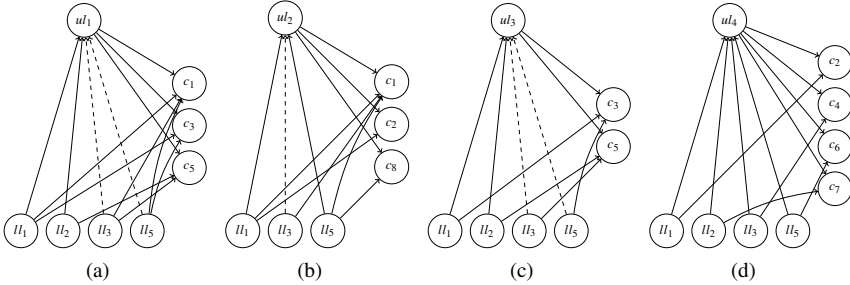 ul₁
c₁
c₃
c₅
ll₁ ll₂ ll₃ ll₅
(a)
ul₂
c₁
c₂
c₈
ll₁ ll₃ ll₅
(b)
ul₃
c₃
c₅
ll₁ ll₂ ll₃ ll₅
(c)
ul₄
c₂
c₄
c₆
c₇
ll₁ ll₂ ll₃ ll₅
(d)